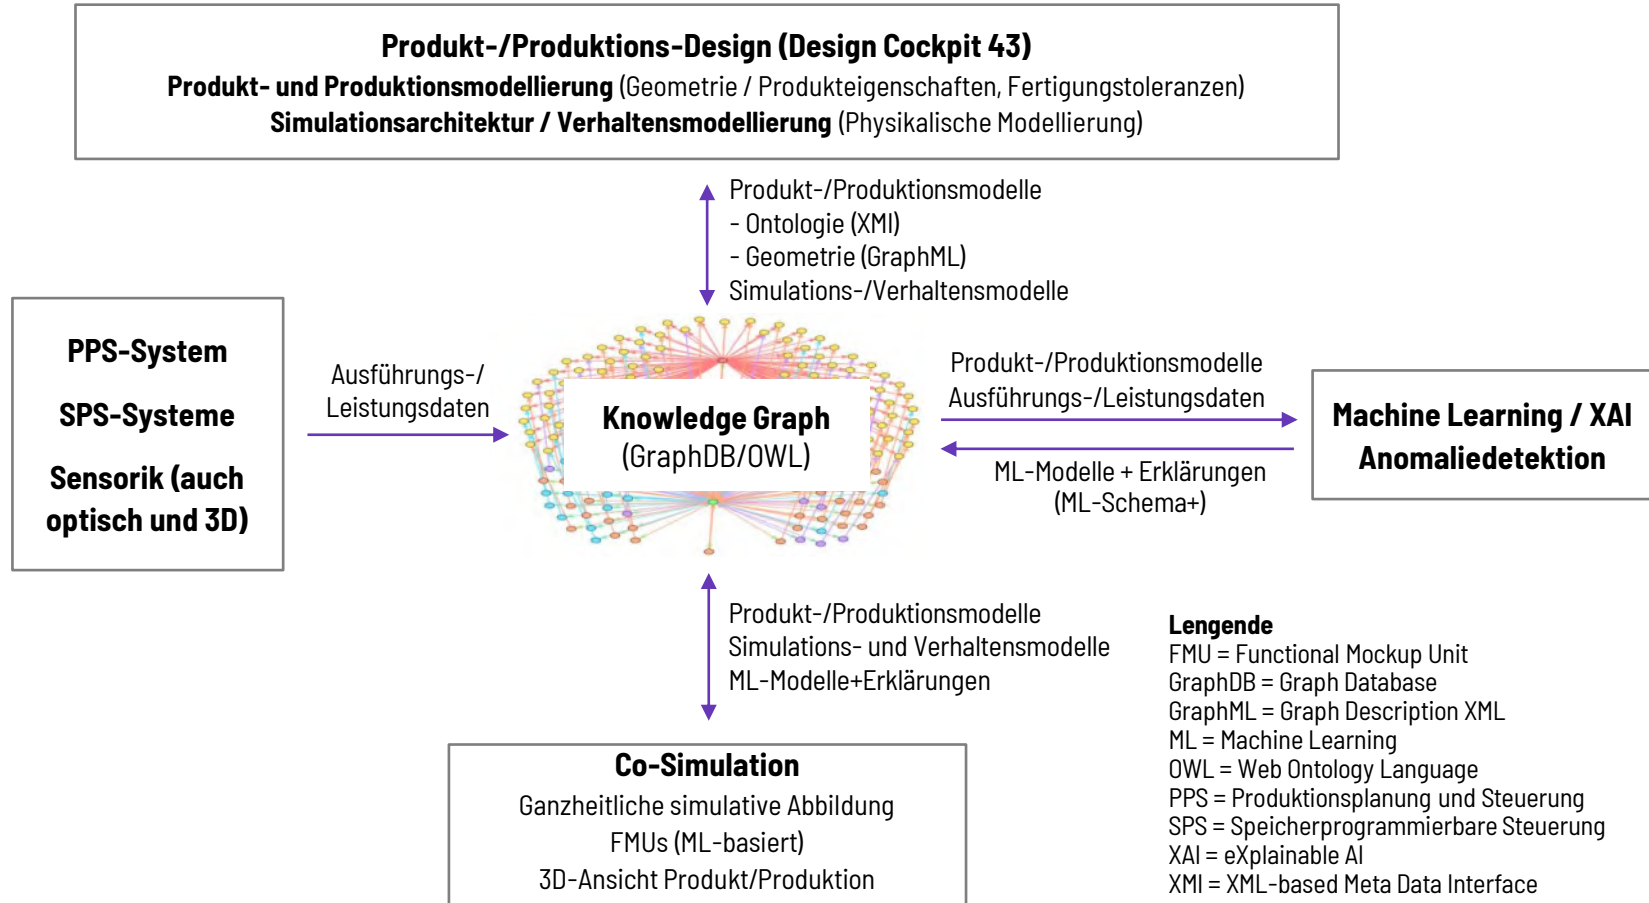 Produkt-/Produktions-Design (Design Cockpit 43)
Produkt- und Produktionsmodellierung (Geometrie / Produkteigenschaften, Fertigungstoleranzen)
Simulationsarchitektur / Verhaltensmodellierung (Physikalische Modellierung)
Produkt-/Produktionsmodelle
- Ontologie (XMI)
- Geometrie (GraphML)
Simulations-/Verhaltensmodelle
PPS-System
SPS-Systeme
Sensorik (auch
optisch und 3D)
Ausführungs-/
Leistungsdaten
Knowledge Graph
(GraphDB/OWL)
Produkt-/Produktionsmodelle
Ausführungs-/Leistungsdaten
ML-Modelle + Erklärungen
(ML-Schema+)
Machine Learning / XAI
Anomaliedetektion
Produkt-/Produktionsmodelle
Simulations- und Verhaltensmodelle
ML-Modelle+Erklärungen
Co-Simulation
Ganzheitliche simulative Abbildung
FMUs (ML-basiert)
3D-Ansicht Produkt/Produktion
Lengende
FMU = Functional Mockup Unit
GraphDB = Graph Database
GraphML = Graph Description XML
ML = Machine Learning
OWL = Web Ontology Language
PPS = Produktionsplanung und Steuerung
SPS = Speicherprogrammierbare Steuerung
XAI = eXplainable AI
XMI = XML-based Meta Data Interface